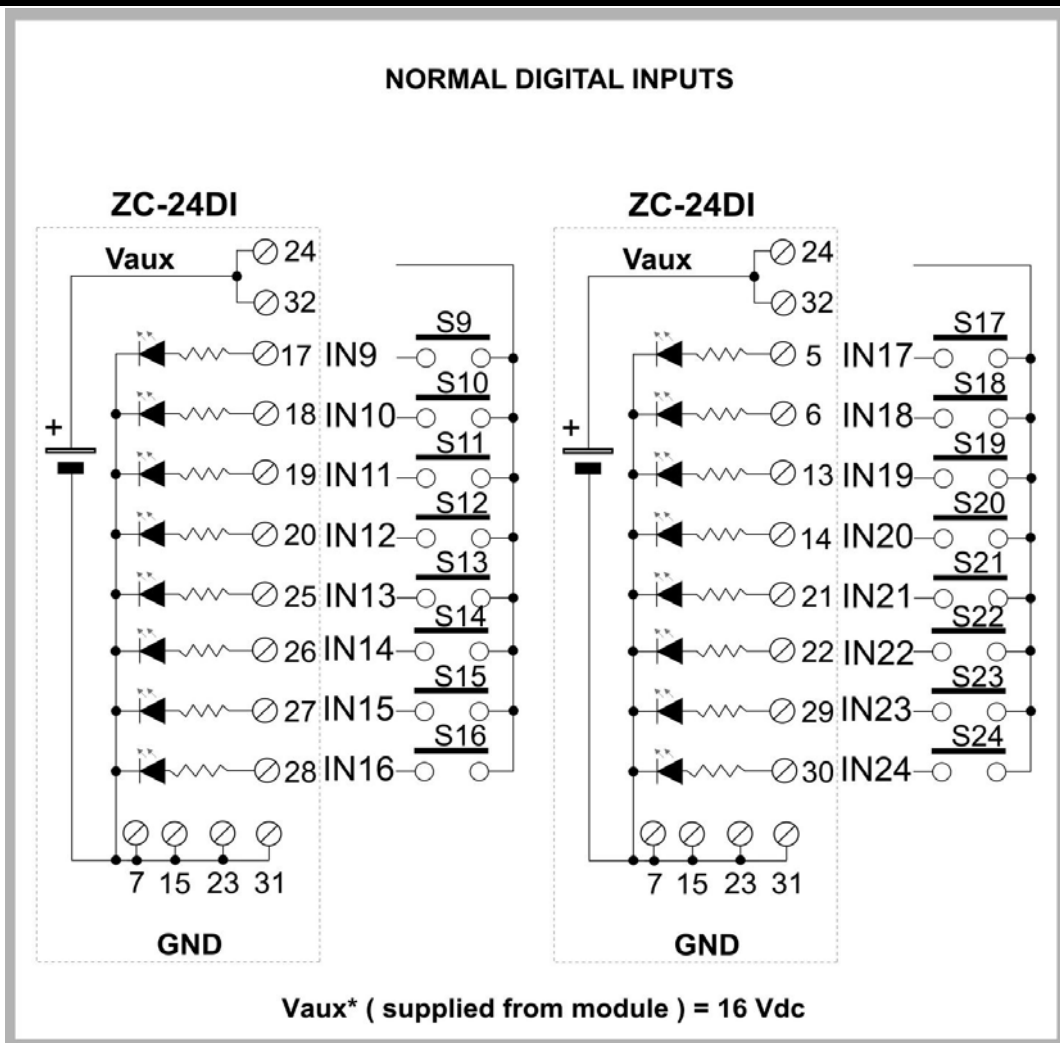 NORMAL DIGITAL INPUTS
ZC-24DI
Vaux
24
32
S9
17 IN9
S10
18 IN10
S11
19 IN11
S12
20 IN12
S13
25 IN13
S14
26 IN14
S15
27 IN15
S16
28 IN16
+
7 15 23 31
GND
ZC-24DI
Vaux
24
32
S17
5 IN17
S18
6 IN18
S19
13 IN19
S20
14 IN20
S21
21 IN21
S22
22 IN22
S23
29 IN23
S24
30 IN24
+
7 15 23 31
GND
Vaux* ( supplied from module ) = 16 Vdc